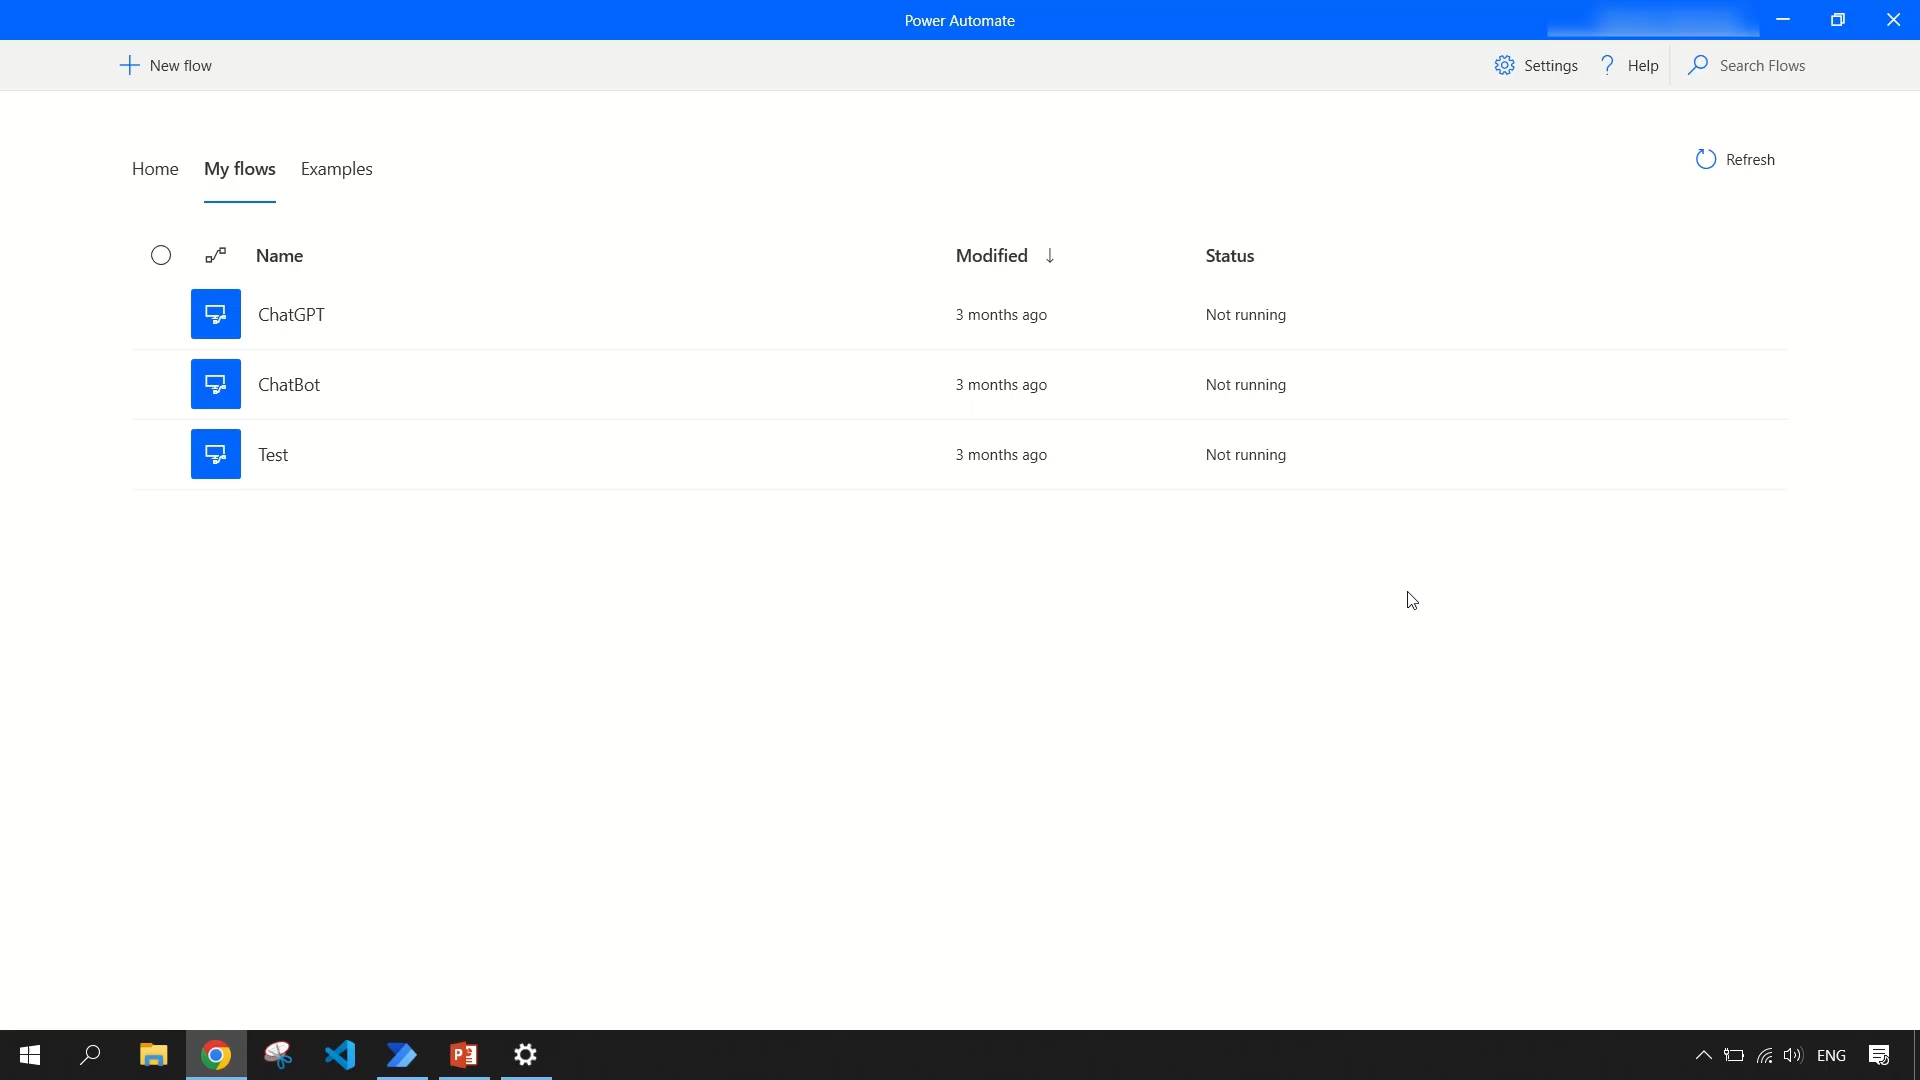 Power Automate
New flow
Settings
Help
Search Flows
Home
My flows
Examples
Refresh
Name
Modified
Status
ChatGPT
3 months ago
Not running
ChatBot
3 months ago
Not running
Test
3 months ago
Not running
ENG